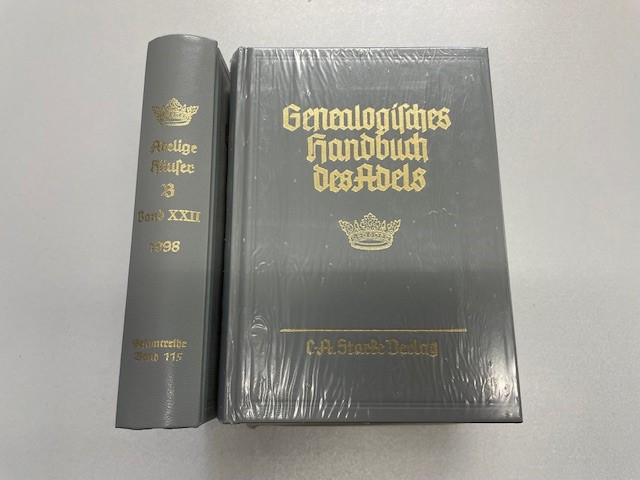 Adelige
Häuser
B
Band XXII
1998
Gesamtreihe
Band 115
Genealogisches
Handbuch
des Adels
C. A. Starke Verlag